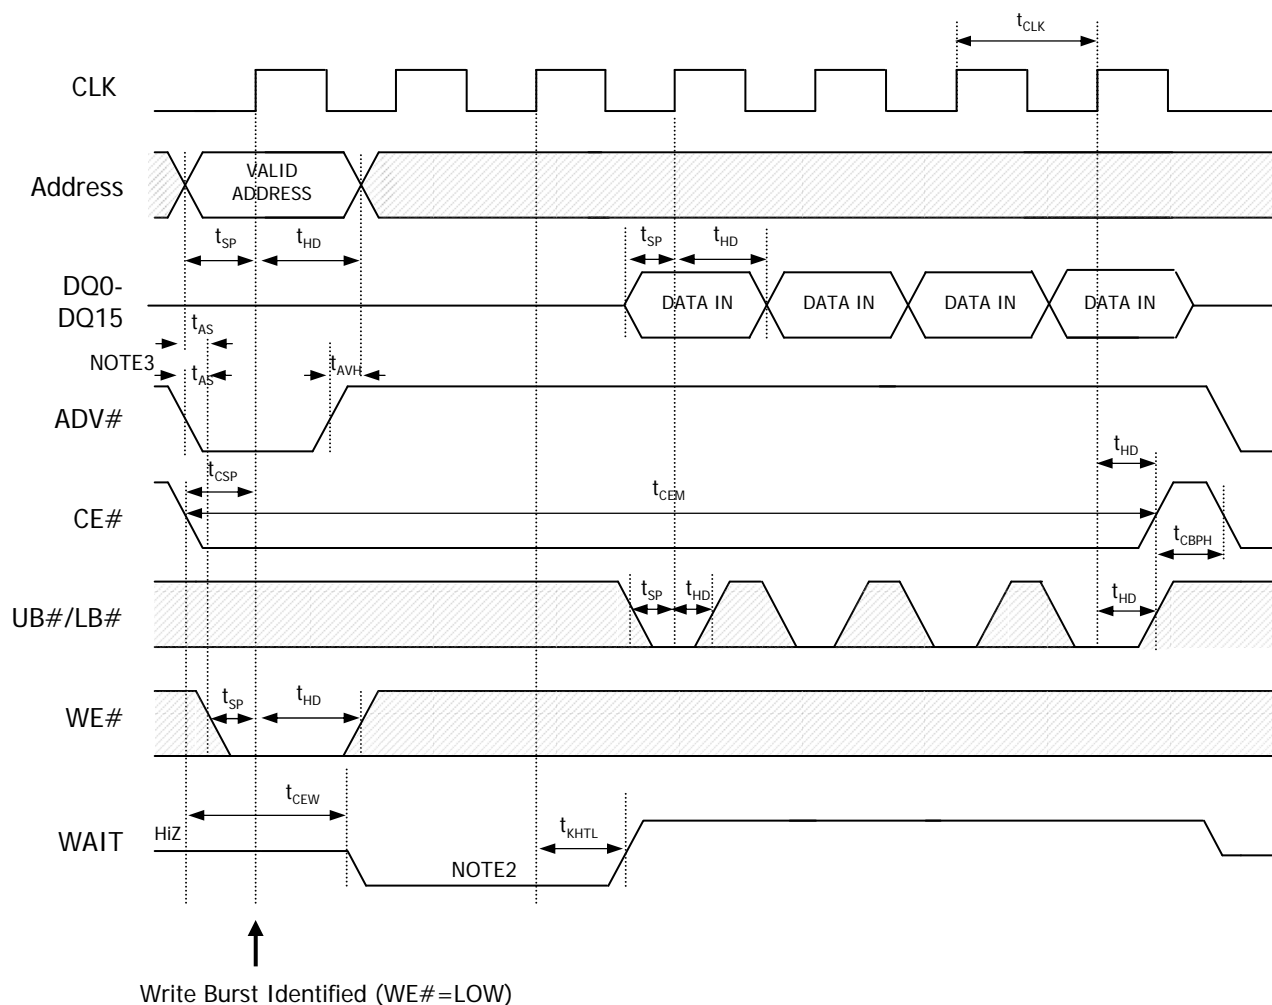 tCLK
CLK
Address
VALID
ADDRESS
tSP
tHD
tSP
tHD
DQ0-
DQ15
DATA IN
DATA IN
DATA IN
DATA IN
tAS
NOTE3
tAS
tAVH
ADV#
tHD
tCSP
tCEM
CE#
tCBPH
tSP
tHD
tHD
UB#/LB#
tSP
tHD
WE#
tCEW
HiZ
tKHTL
WAIT
NOTE2
Write Burst Identified (WE#=LOW)